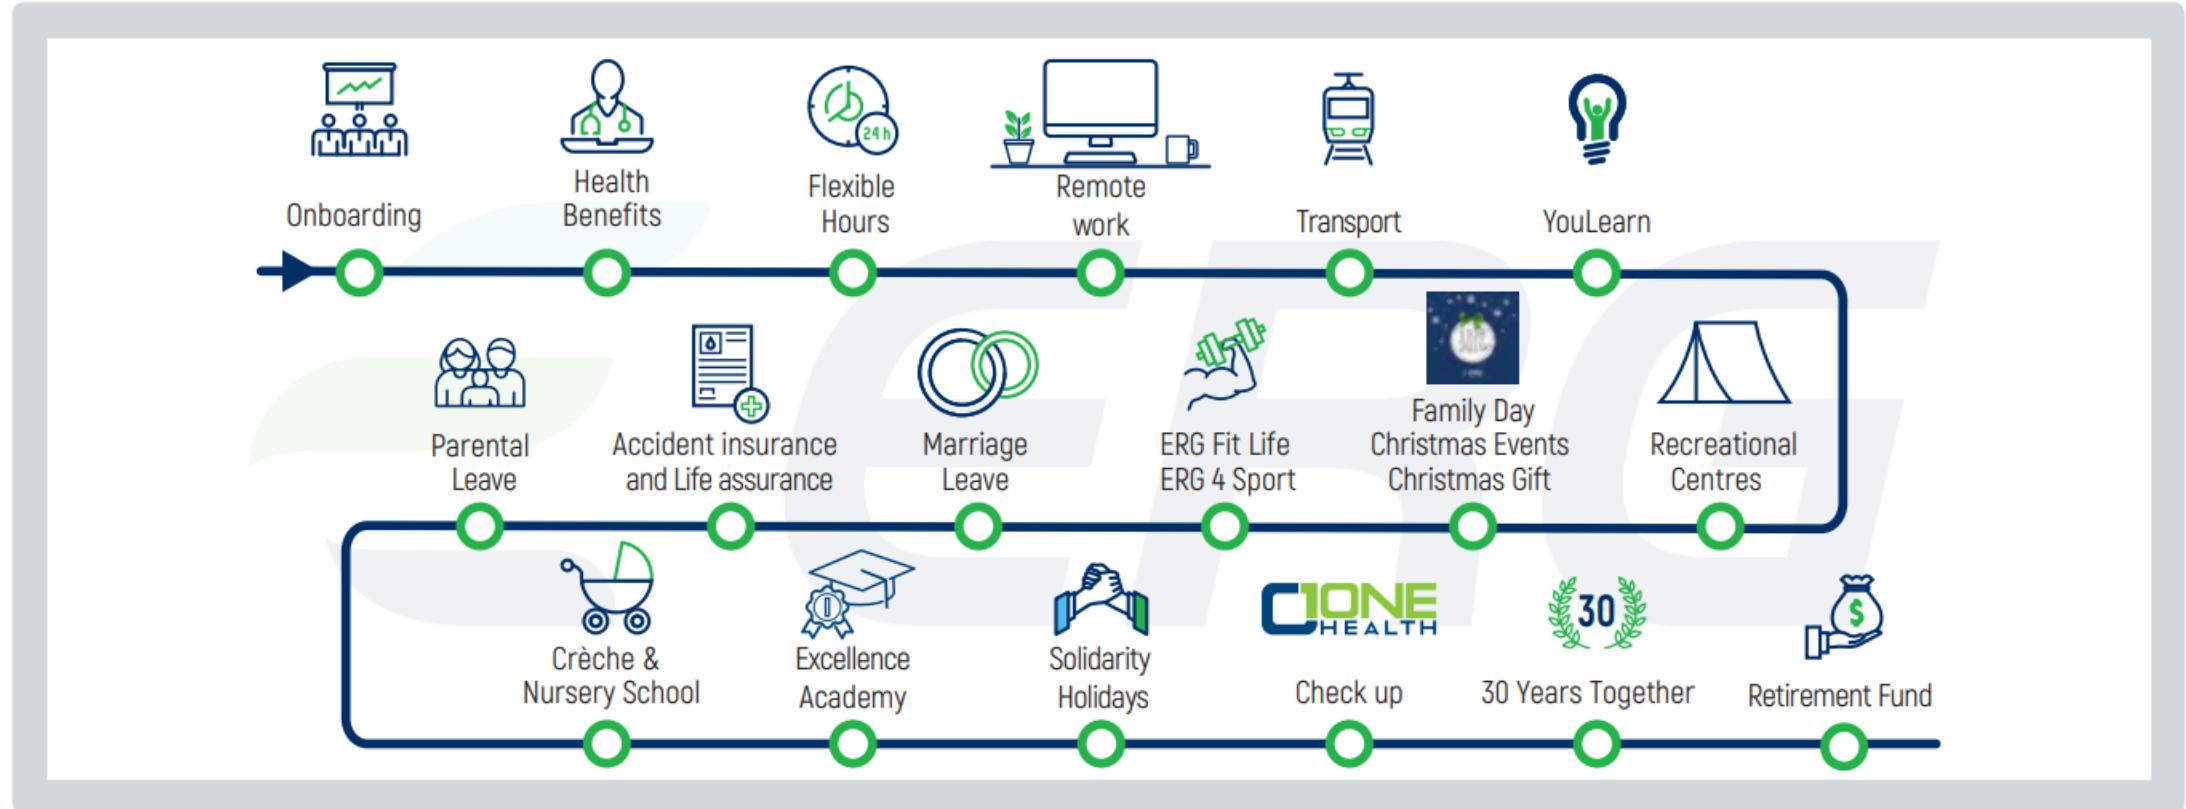 24 h
Onboarding
Health
Benefits
Flexible
Hours
Remote
work
Transport
YouLearn
Parental
Leave
Accident insurance
and Life assurance
Marriage
Leave
ERG Fit Life
ERG 4 Sport
Family Day
Christmas Events
Christmas Gift
Recreational
Centres
Crèche &
Nursery School
Excellence
Academy
Solidarity
Holidays
ONE
HEALTH
Check up
30
30 Years Together
$
Retirement Fund
ERG